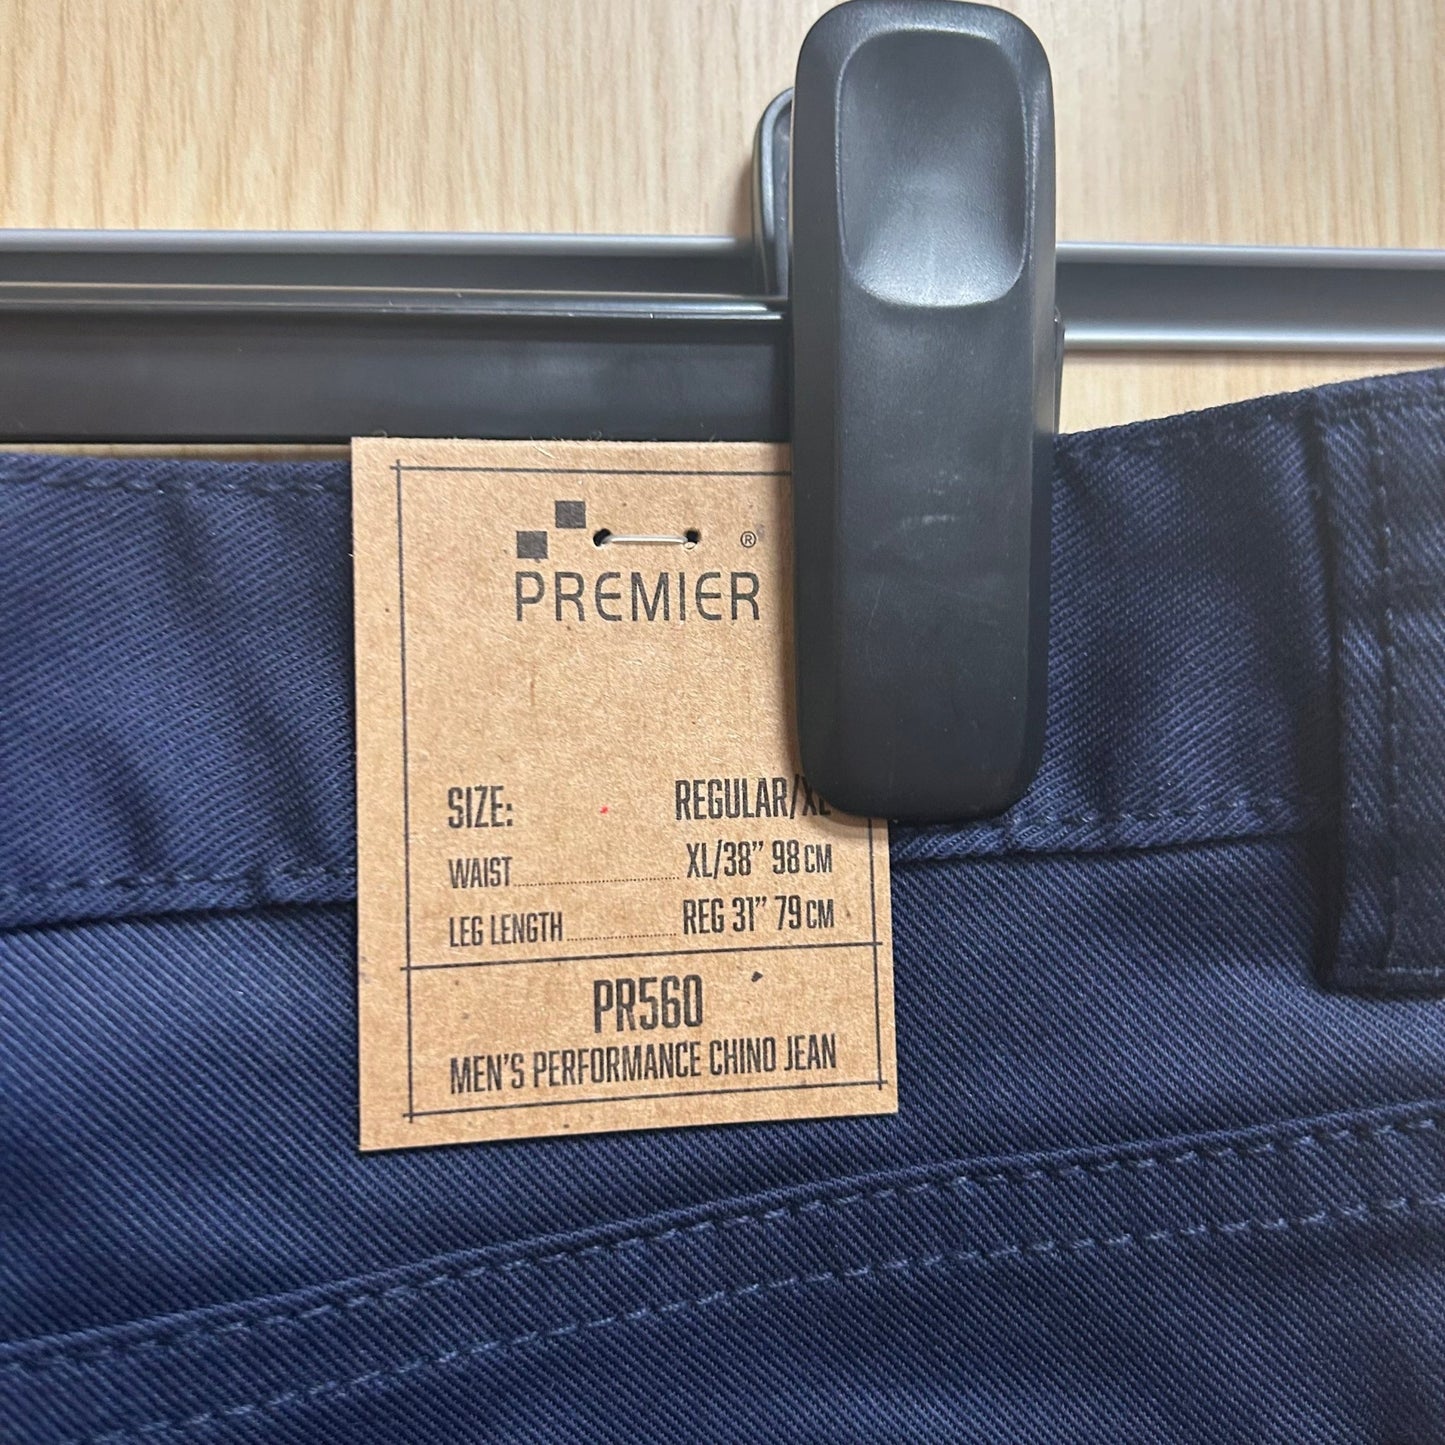 ®
PREMIER
SIZE: REGULAR/XL
WAIST XL/38” 98 CM
LEG LENGTH REG 31” 79 CM
PR560
MEN’S PERFORMANCE CHINO JEAN